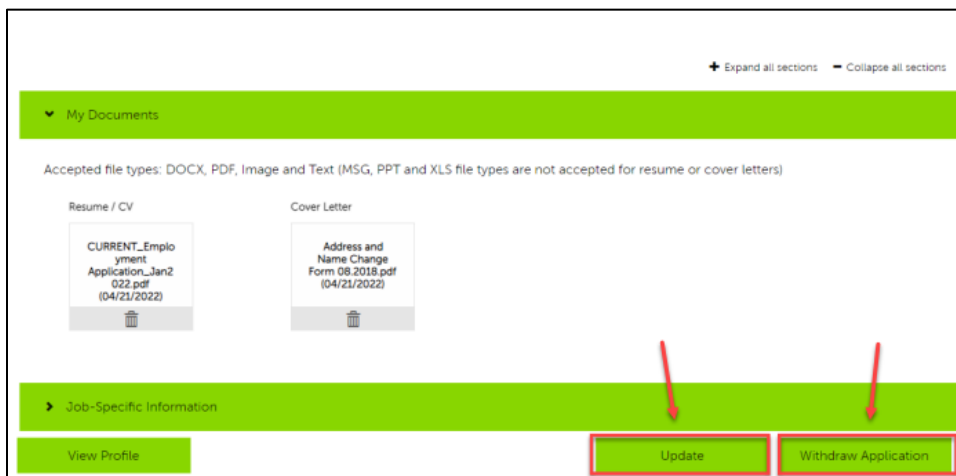 + Expand all sections - Collapse all sections
My Documents
Accepted file types: DOCX, PDF, Image and Text (MSG, PPT and XLS file types are not accepted for resume or cover letters)
Resume / CV
Cover Letter
CURRENT_Emplo
yment
Application_Jan2
022.pdf
(04/21/2022)
Address and
Name Change
Form 08.2018.pdf
(04/21/2022)
Job-Specific Information
View Profile
Update
Withdraw Application